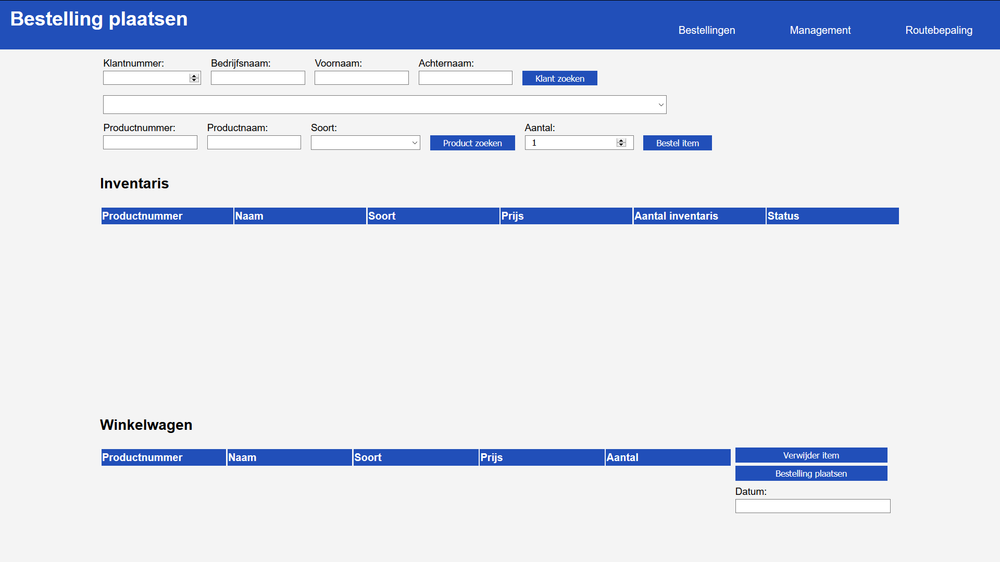 Bestelling plaatsen
Bestellingen Management Routebepaling
Klantnummer: Bedrijfsnaam: Voornaam: Achternaam:
Klant zoeken
Productnummer: Productnaam: Soort: Aantal:
Product zoeken 1 Bestel item
Inventaris
Productnummer Naam Soort Prijs Aantal inventaris Status
Winkelwagen
Productnummer Naam Soort Prijs Aantal
Verwijder item
Bestelling plaatsen
Datum: